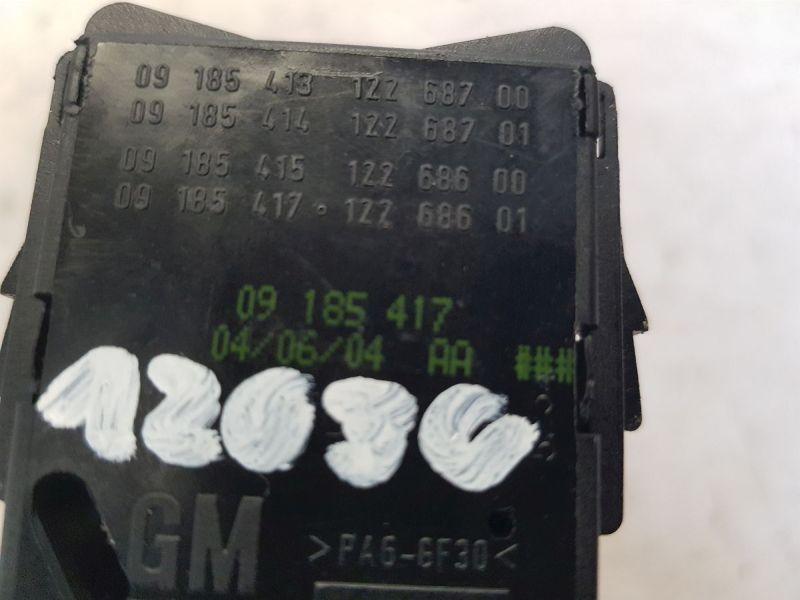 09 185 413 122 687 00
09 185 414 122 687 01
09 185 415 122 686 00
09 185 417 • 122 686 01
09 185 417
04/06/04 AA ###
12036
GM >PA6-GF30<